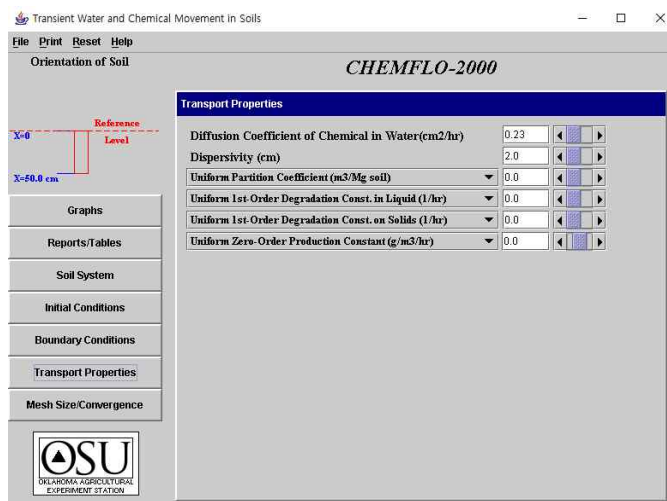 Transient Water and Chemical Movement in Soils
File Print Reset Help
Orientation of Soil
CHEMFLO-2000
Reference
X=0
Level
X=50.0 cm
Transport Properties
Diffusion Coefficient of Chemical in Water(cm2/hr) 0.23
Dispersivity (cm) 2.0
Uniform Partition Coefficient (m3/Mg soil) 0.0
Uniform 1st-Order Degradation Const. in Liquid (1/hr) 0.0
Uniform 1st-Order Degradation Const. on Solids (1/hr) 0.0
Uniform Zero-Order Production Constant (g/m3/hr) 0.0
Graphs
Reports/Tables
Soil System
Initial Conditions
Boundary Conditions
Transport Properties
Mesh Size/Convergence
OSU
OKLAHOMA AGRICULTURAL
EXPERIMENT STATION